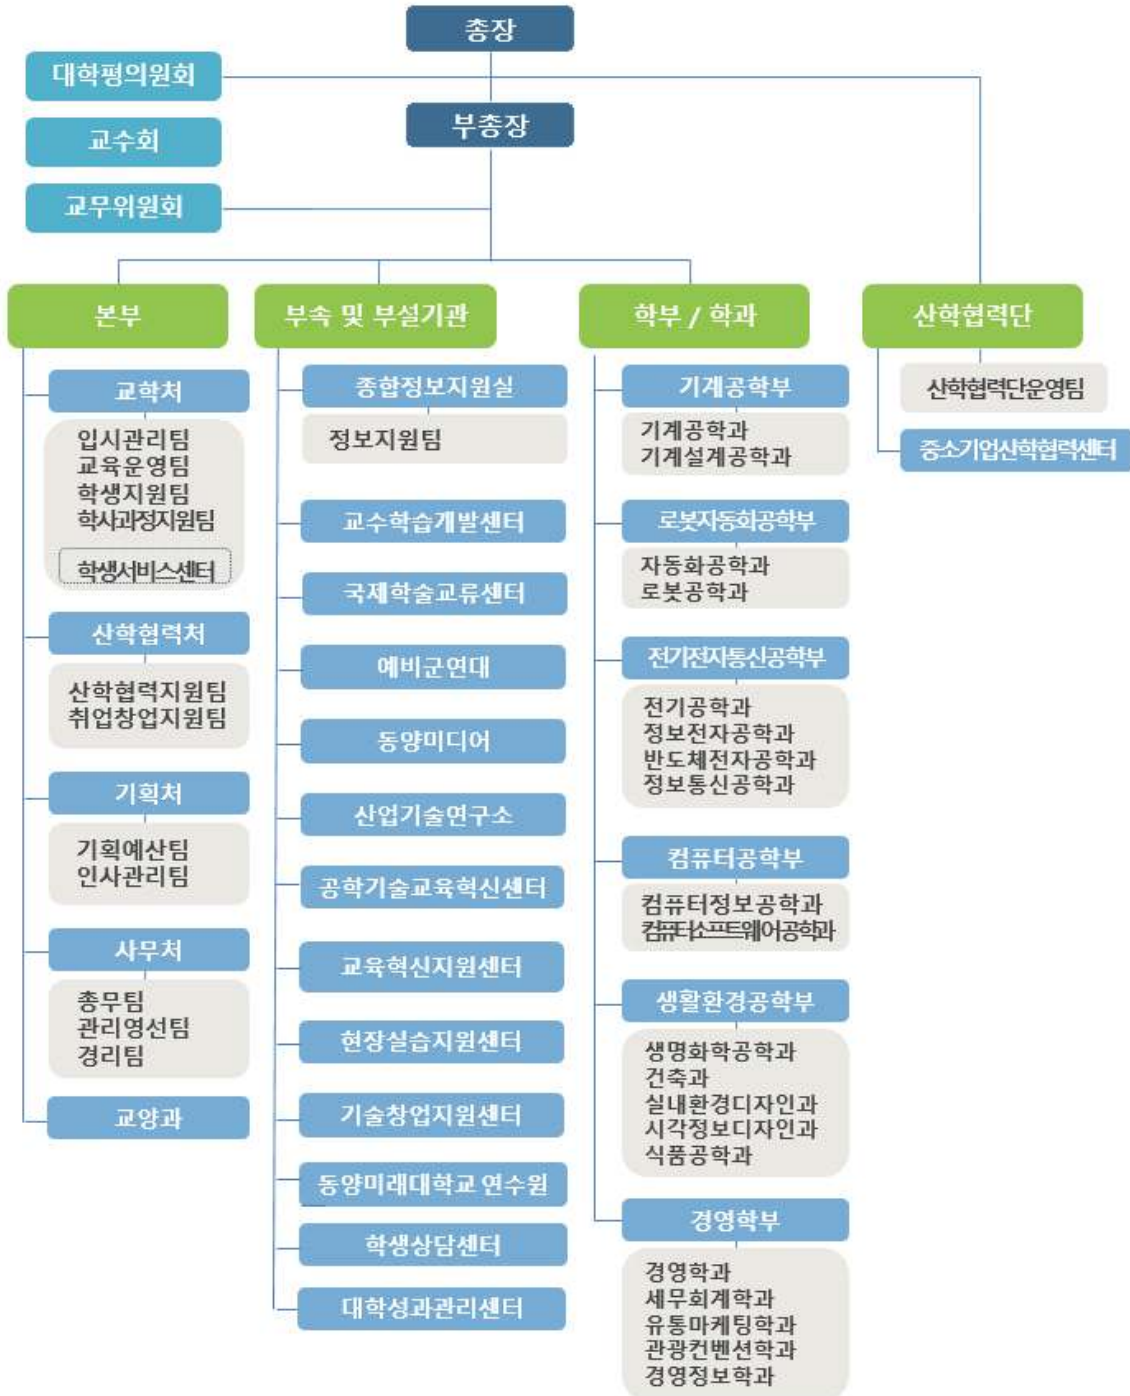 총장
대학평의원회
부총장
교수회
교무위원회
본부
교학처
입시관리팀
교육운영팀
학생지원팀
학사과정지원팀
학생서비스센터
산학협력처
산학협력지원팀
취업창업지원팀
기획처
기획예산팀
인사관리팀
사무처
총무팀
관리영선팀
경리팀
교양과
부속 및 부설기관
종합정보지원실
정보지원팀
교수학습개발센터
국제학술교류센터
예비군연대
동양미디어
산업기술연구소
공학기술교육혁신센터
교육혁신지원센터
현장실습지원센터
기술창업지원센터
동양미래대학교 연수원
학생상담센터
대학성과관리센터
학부 / 학과
기계공학부
기계공학과
기계설계공학과
로봇자동화공학부
자동화공학과
로봇공학과
전기전자통신공학부
전기공학과
정보전자공학과
반도체전자공학과
정보통신공학과
컴퓨터공학부
컴퓨터정보공학과
컴퓨터소프트웨어공학과
생활환경공학부
생명화학공학과
건축과
실내환경디자인과
시각정보디자인과
식품공학과
경영학부
경영학과
세무회계학과
유통마케팅학과
관광컨벤션학과
경영정보학과
산학협력단
산학협력단운영팀
중소기업산학협력센터